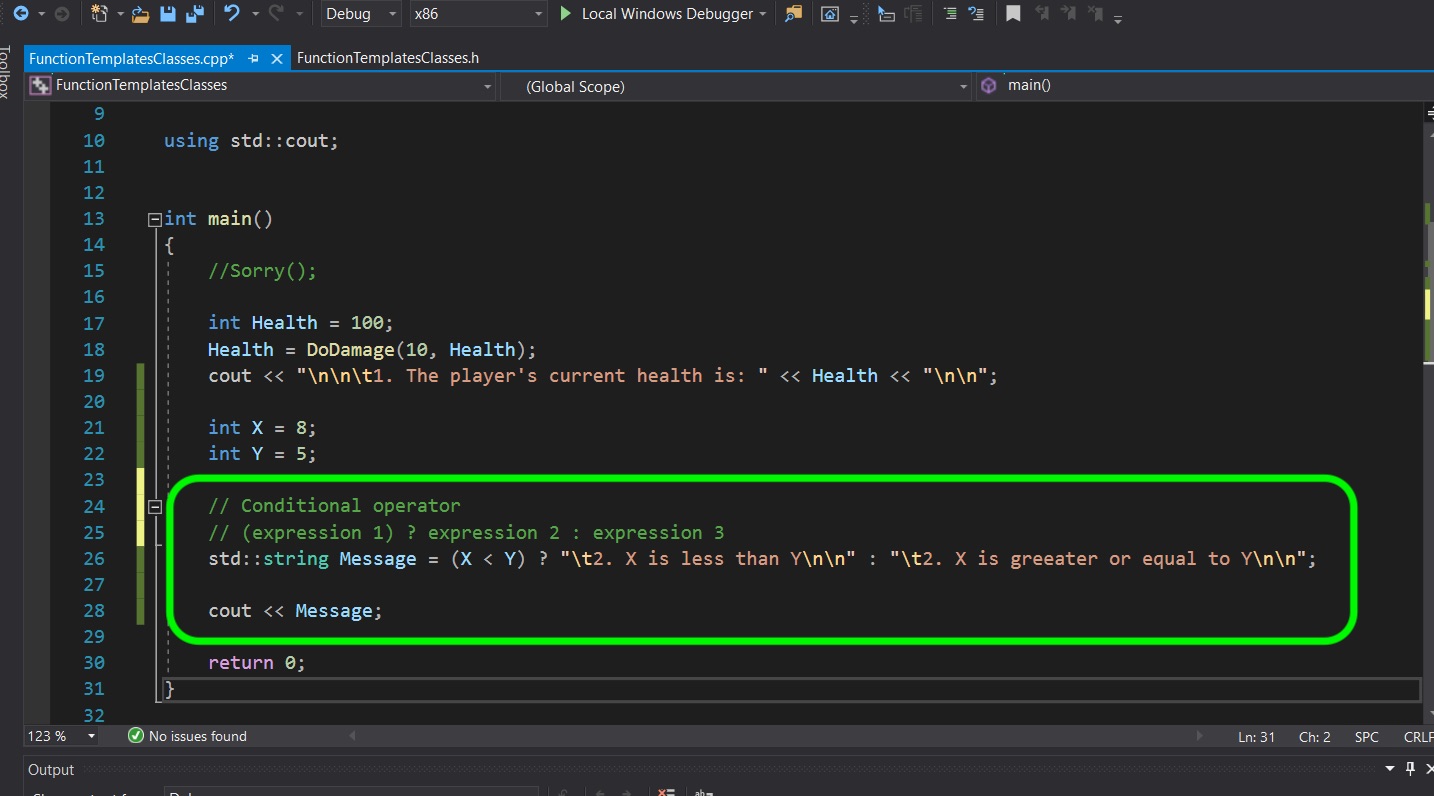 Debug x86 Local Windows Debugger
Toolbox
FunctionTemplatesClasses.cpp* FunctionTemplatesClasses.h
FunctionTemplatesClasses (Global Scope) main()
9
10 using std::cout;
11
12
13 int main()
14 {
15 //Sorry();
16
17 int Health = 100;
18 Health = DoDamage(10, Health);
19 cout << "\n\n\t1. The player's current health is: " << Health << "\n\n";
20
21 int X = 8;
22 int Y = 5;
23
24 // Conditional operator
25 // (expression 1) ? expression 2 : expression 3
26 std::string Message = (X < Y) ? "\t2. X is less than Y\n\n" : "\t2. X is greeater or equal to Y\n\n";
27
28 cout << Message;
29
30 return 0;
31 }
32
123 % No issues found Ln: 31 Ch: 2 SPC CRLF
Output